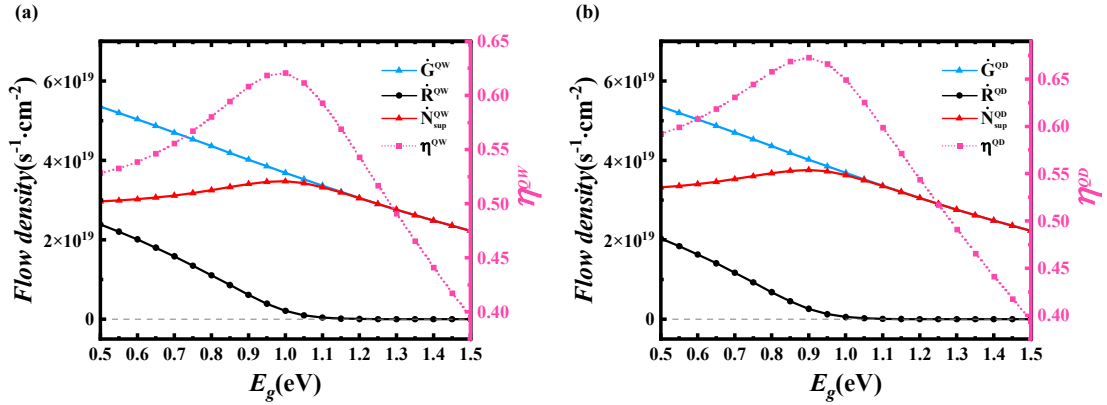 (a)
Flow density(s⁻¹·cm⁻²)
6×10¹⁹
4×10¹⁹
2×10¹⁹
0
Ġ^QW
Ṙ^QW
Ṅ_sup^QW
η^QW
0.65
0.60
0.55
0.50
0.45
0.40
η^QW
0.5 0.6 0.7 0.8 0.9 1.0 1.1 1.2 1.3 1.4 1.5
E_g(eV)
(b)
Flow density(s⁻¹·cm⁻²)
6×10¹⁹
4×10¹⁹
2×10¹⁹
0
Ġ^QD
Ṙ^QD
Ṅ_sup^QD
η^QD
0.65
0.60
0.55
0.50
0.45
0.40
η^QD
0.5 0.6 0.7 0.8 0.9 1.0 1.1 1.2 1.3 1.4 1.5
E_g(eV)